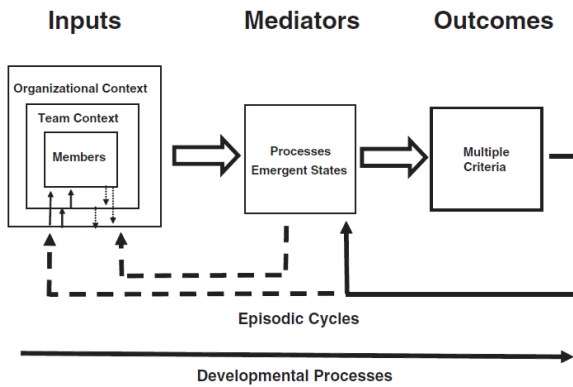 Inputs
Mediators
Outcomes
Organizational Context
Team Context
Members
Processes
Emergent States
Multiple
Criteria
Episodic Cycles
Developmental Processes